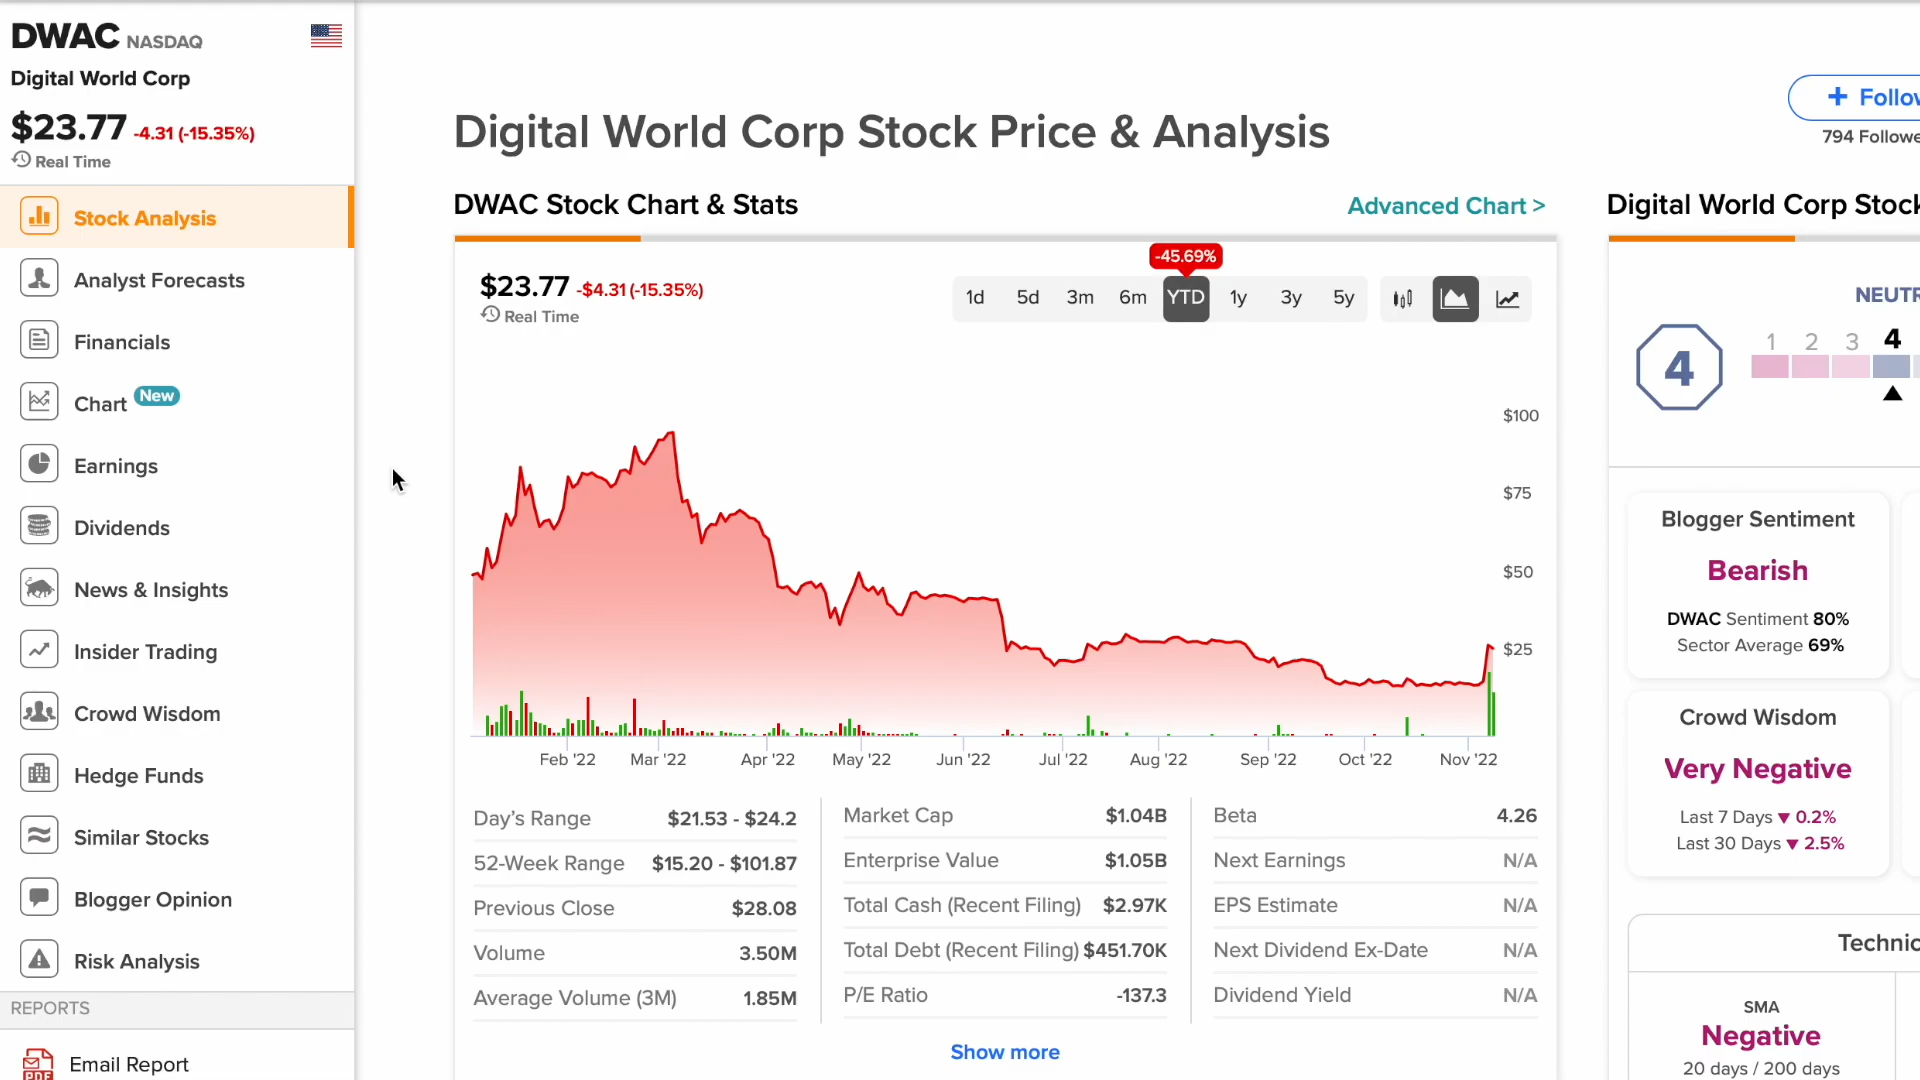 DWAC NASDAQ
Digital World Corp
$23.77 -4.31 (-15.35%)
Real Time
Stock Analysis
Analyst Forecasts
Financials
Chart New
Earnings
Dividends
News & Insights
Insider Trading
Crowd Wisdom
Hedge Funds
Similar Stocks
Blogger Opinion
Risk Analysis
REPORTS
PDF Email Report
Digital World Corp Stock Price & Analysis
+ Follow
794 Followe
DWAC Stock Chart & Stats
Advanced Chart >
$23.77 -$4.31 (-15.35%)
Real Time
-45.69%
1d 5d 3m 6m YTD 1y 3y 5y
$100
$75
$50
$25
Feb '22 Mar '22 Apr '22 May '22 Jun '22 Jul '22 Aug '22 Sep '22 Oct '22 Nov '22
Day's Range $21.53 - $24.2
52-Week Range $15.20 - $101.87
Previous Close $28.08
Volume 3.50M
Average Volume (3M) 1.85M
Market Cap $1.04B
Enterprise Value $1.05B
Total Cash (Recent Filing) $2.97K
Total Debt (Recent Filing) $451.70K
P/E Ratio -137.3
Beta 4.26
Next Earnings N/A
EPS Estimate N/A
Next Dividend Ex-Date N/A
Dividend Yield N/A
Show more
Digital World Corp Stock
NEUTR
4
1 2 3 4
Blogger Sentiment
Bearish
DWAC Sentiment 80%
Sector Average 69%
Crowd Wisdom
Very Negative
Last 7 Days ▼ 0.2%
Last 30 Days ▼ 2.5%
Technic
SMA
Negative
20 days / 200 days